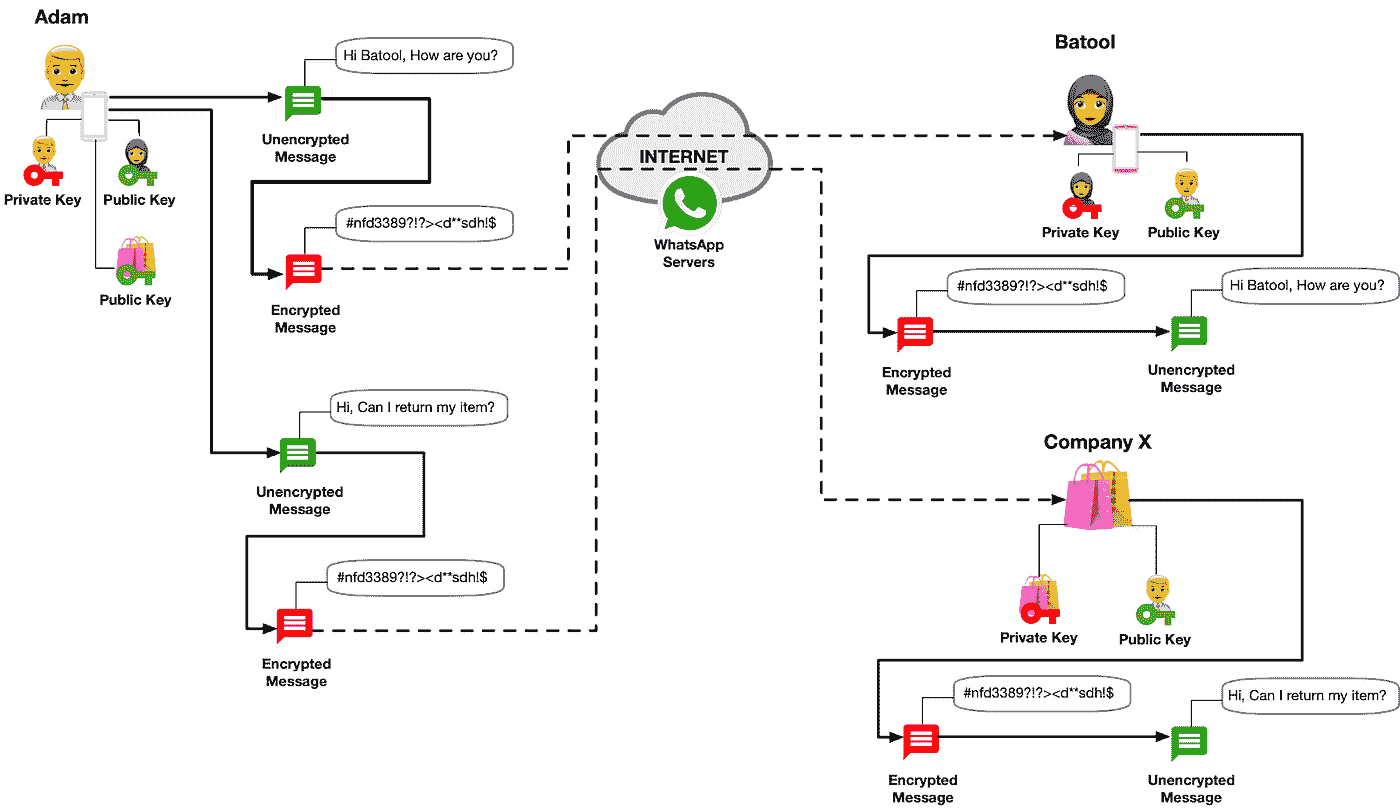 Adam
Hi Batool, How are you?
Unencrypted
Message
Private Key
Public Key
Public Key
#nfd3389?!?><d**sdh!$
Encrypted
Message
Hi, Can I return my item?
Unencrypted
Message
#nfd3389?!?><d**sdh!$
Encrypted
Message
INTERNET
WhatsApp
Servers
Batool
Private Key
Public Key
#nfd3389?!?><d**sdh!$
Hi Batool, How are you?
Encrypted
Message
Unencrypted
Message
Company X
Private Key
Public Key
#nfd3389?!?><d**sdh!$
Hi, Can I return my item?
Encrypted
Message
Unencrypted
Message